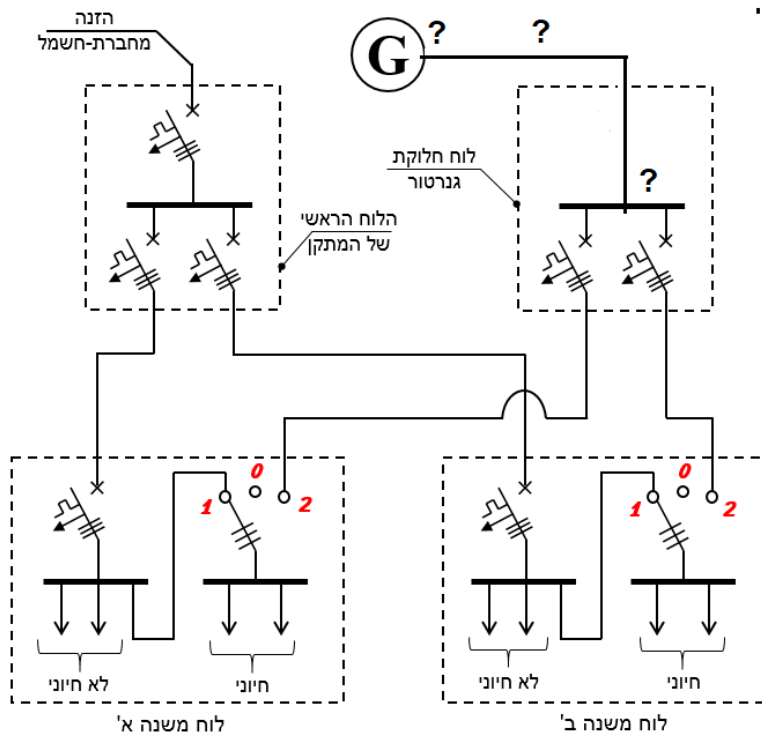 הזנה
מחברת-חשמל
G
?
?
לוח חלוקת
גנרטור
?
הלוח הראשי
של המתקן
0
1
2
0
1
2
לא חיוני
חיוני
לא חיוני
חיוני
לוח משנה א'
לוח משנה ב'